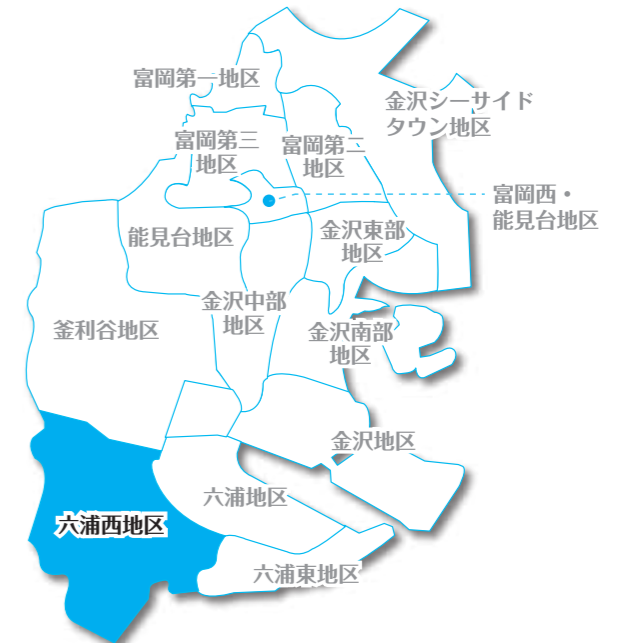 富岡第一地区
金沢シーサイド
タウン地区
富岡第三
地区
富岡第二
地区
富岡西・
能見台地区
能見台地区
金沢東部
地区
金沢中部
地区
釜利谷地区
金沢南部
地区
金沢地区
六浦地区
六浦西地区
六浦東地区